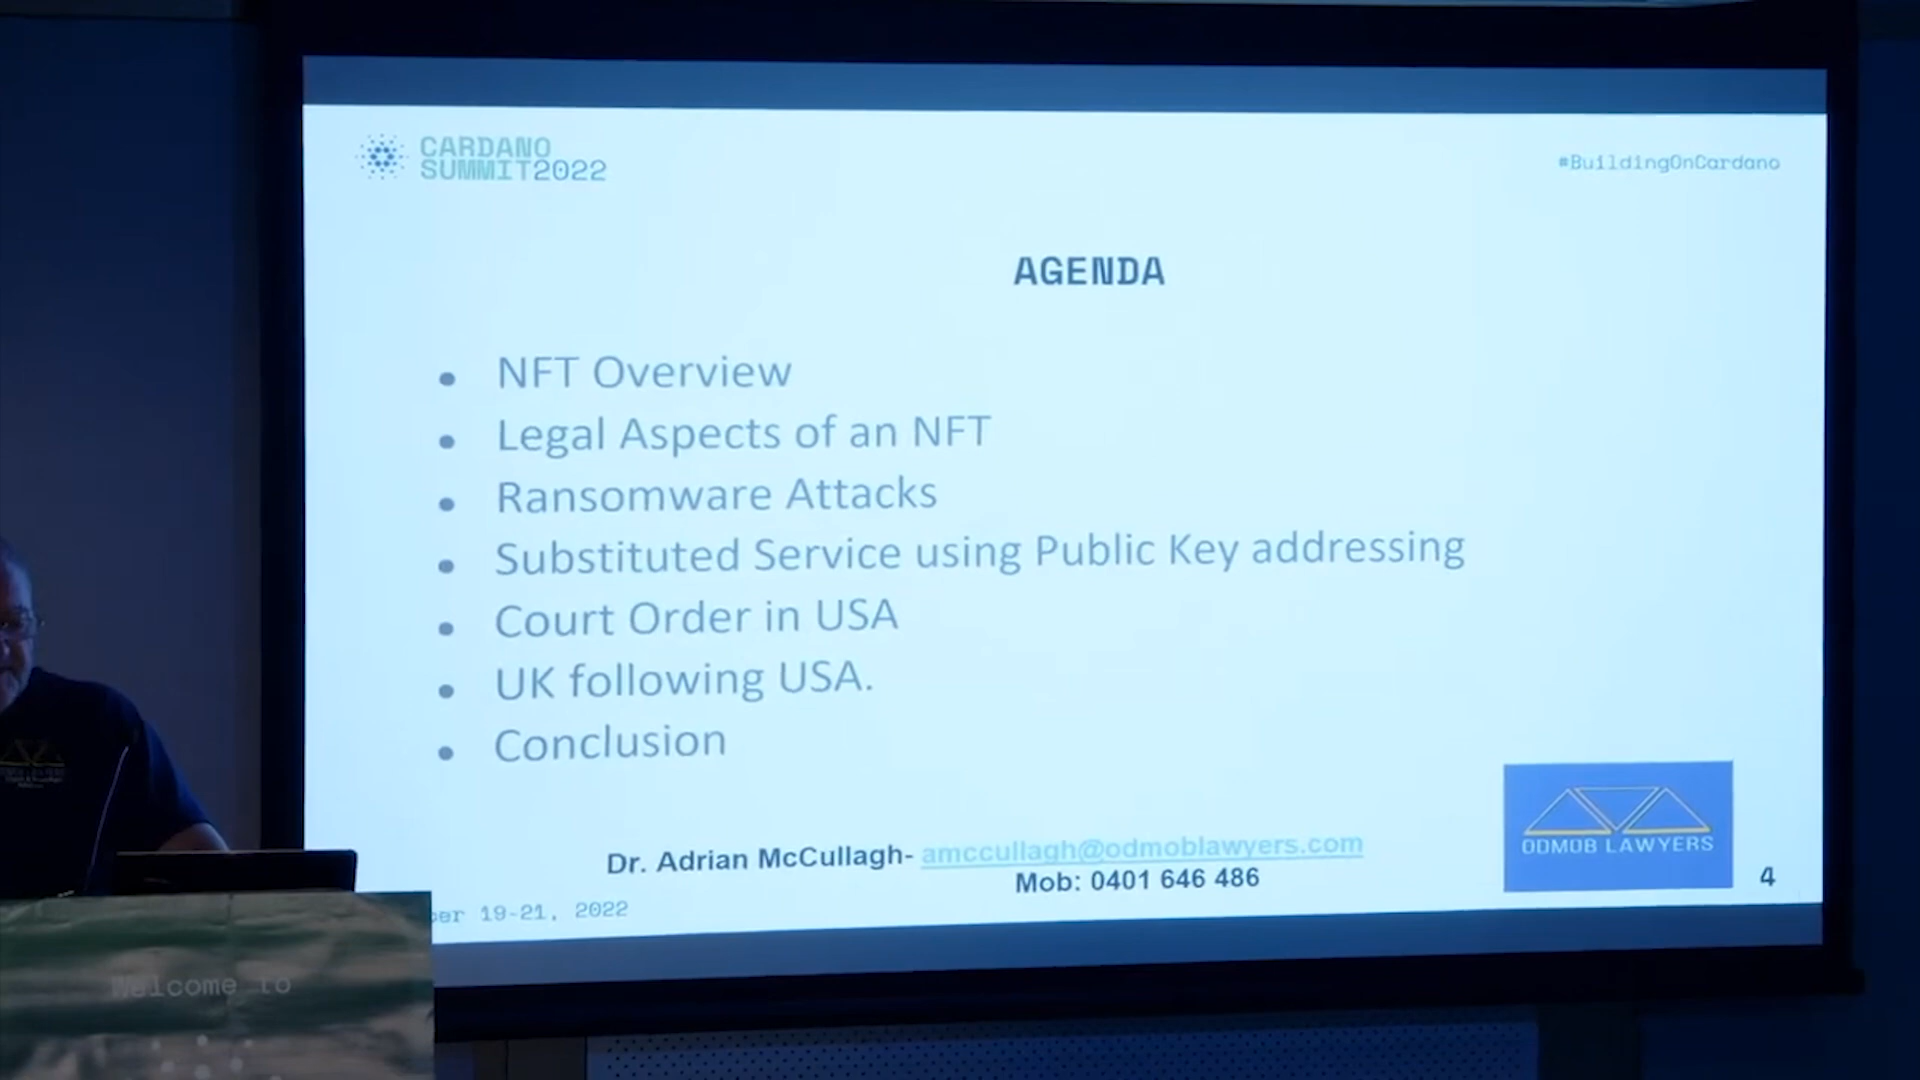 CARDANO
SUMMIT2022
#BuildingOnCardano
AGENDA
• NFT Overview
• Legal Aspects of an NFT
• Ransomware Attacks
• Substituted Service using Public Key addressing
• Court Order in USA
• UK following USA.
• Conclusion
Dr. Adrian McCullagh- amccullagh@odmoblawyers.com
Mob: 0401 646 486
ODMOB LAWYERS
4
19-21, 2022
Welcome to